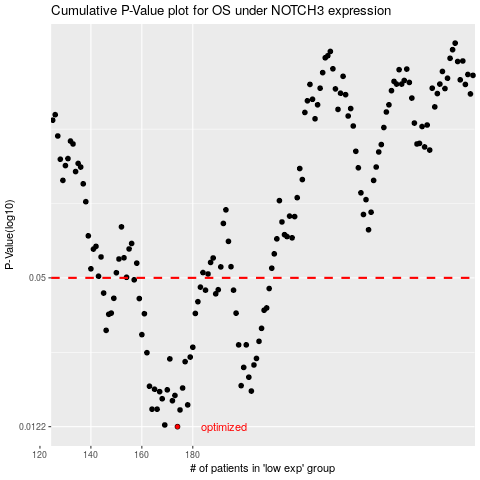 Cumulative P-Value plot for OS under NOTCH3 expression
P-Value(log10)
0.05
0.0122
optimized
120 140 160 180
# of patients in 'low exp' group